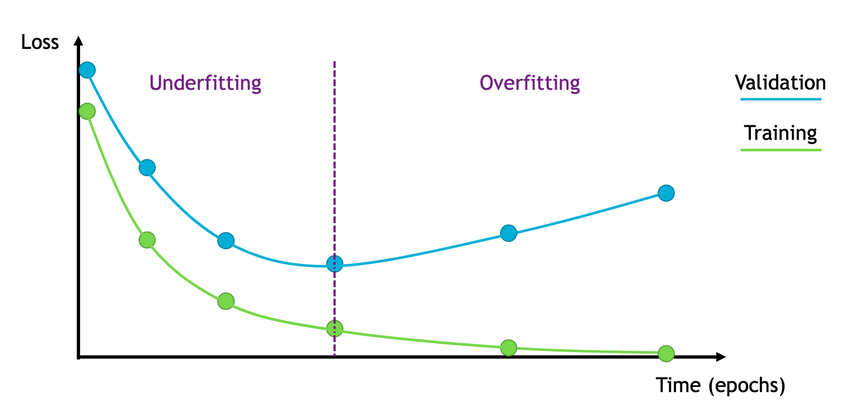 Loss
Underfitting
Overfitting
Validation
Training
Time (epochs)